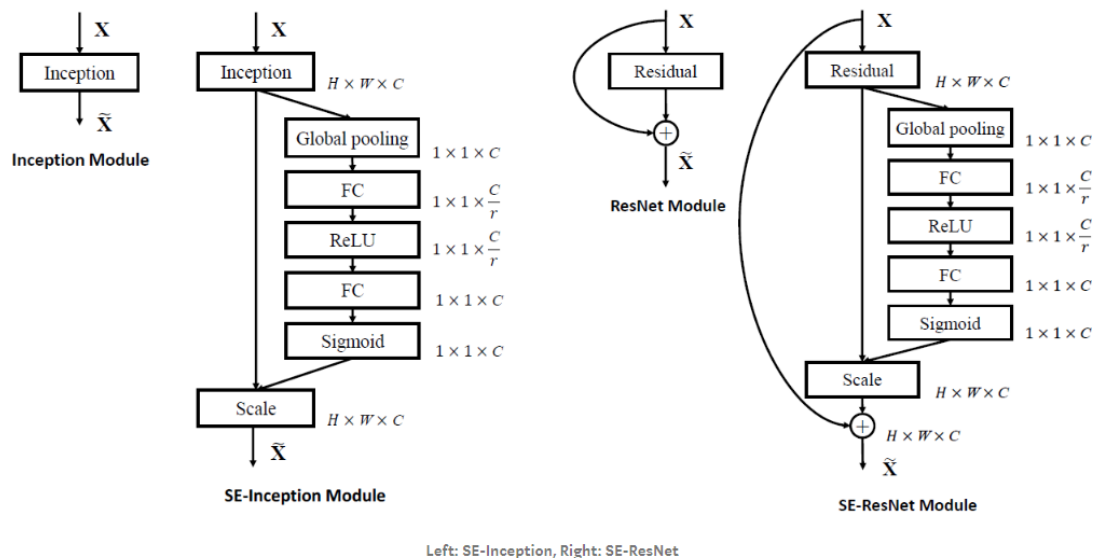 X
Inception
X̃
Inception Module
X
Inception
H × W × C
Global pooling
1 × 1 × C
FC
1 × 1 × C/r
ReLU
1 × 1 × C/r
FC
1 × 1 × C
Sigmoid
1 × 1 × C
Scale
H × W × C
X̃
SE-Inception Module
X
Residual
+
X̃
ResNet Module
X
Residual
H × W × C
Global pooling
1 × 1 × C
FC
1 × 1 × C/r
ReLU
1 × 1 × C/r
FC
1 × 1 × C
Sigmoid
1 × 1 × C
Scale
H × W × C
+
H × W × C
X̃
SE-ResNet Module
Left: SE-Inception, Right: SE-ResNet